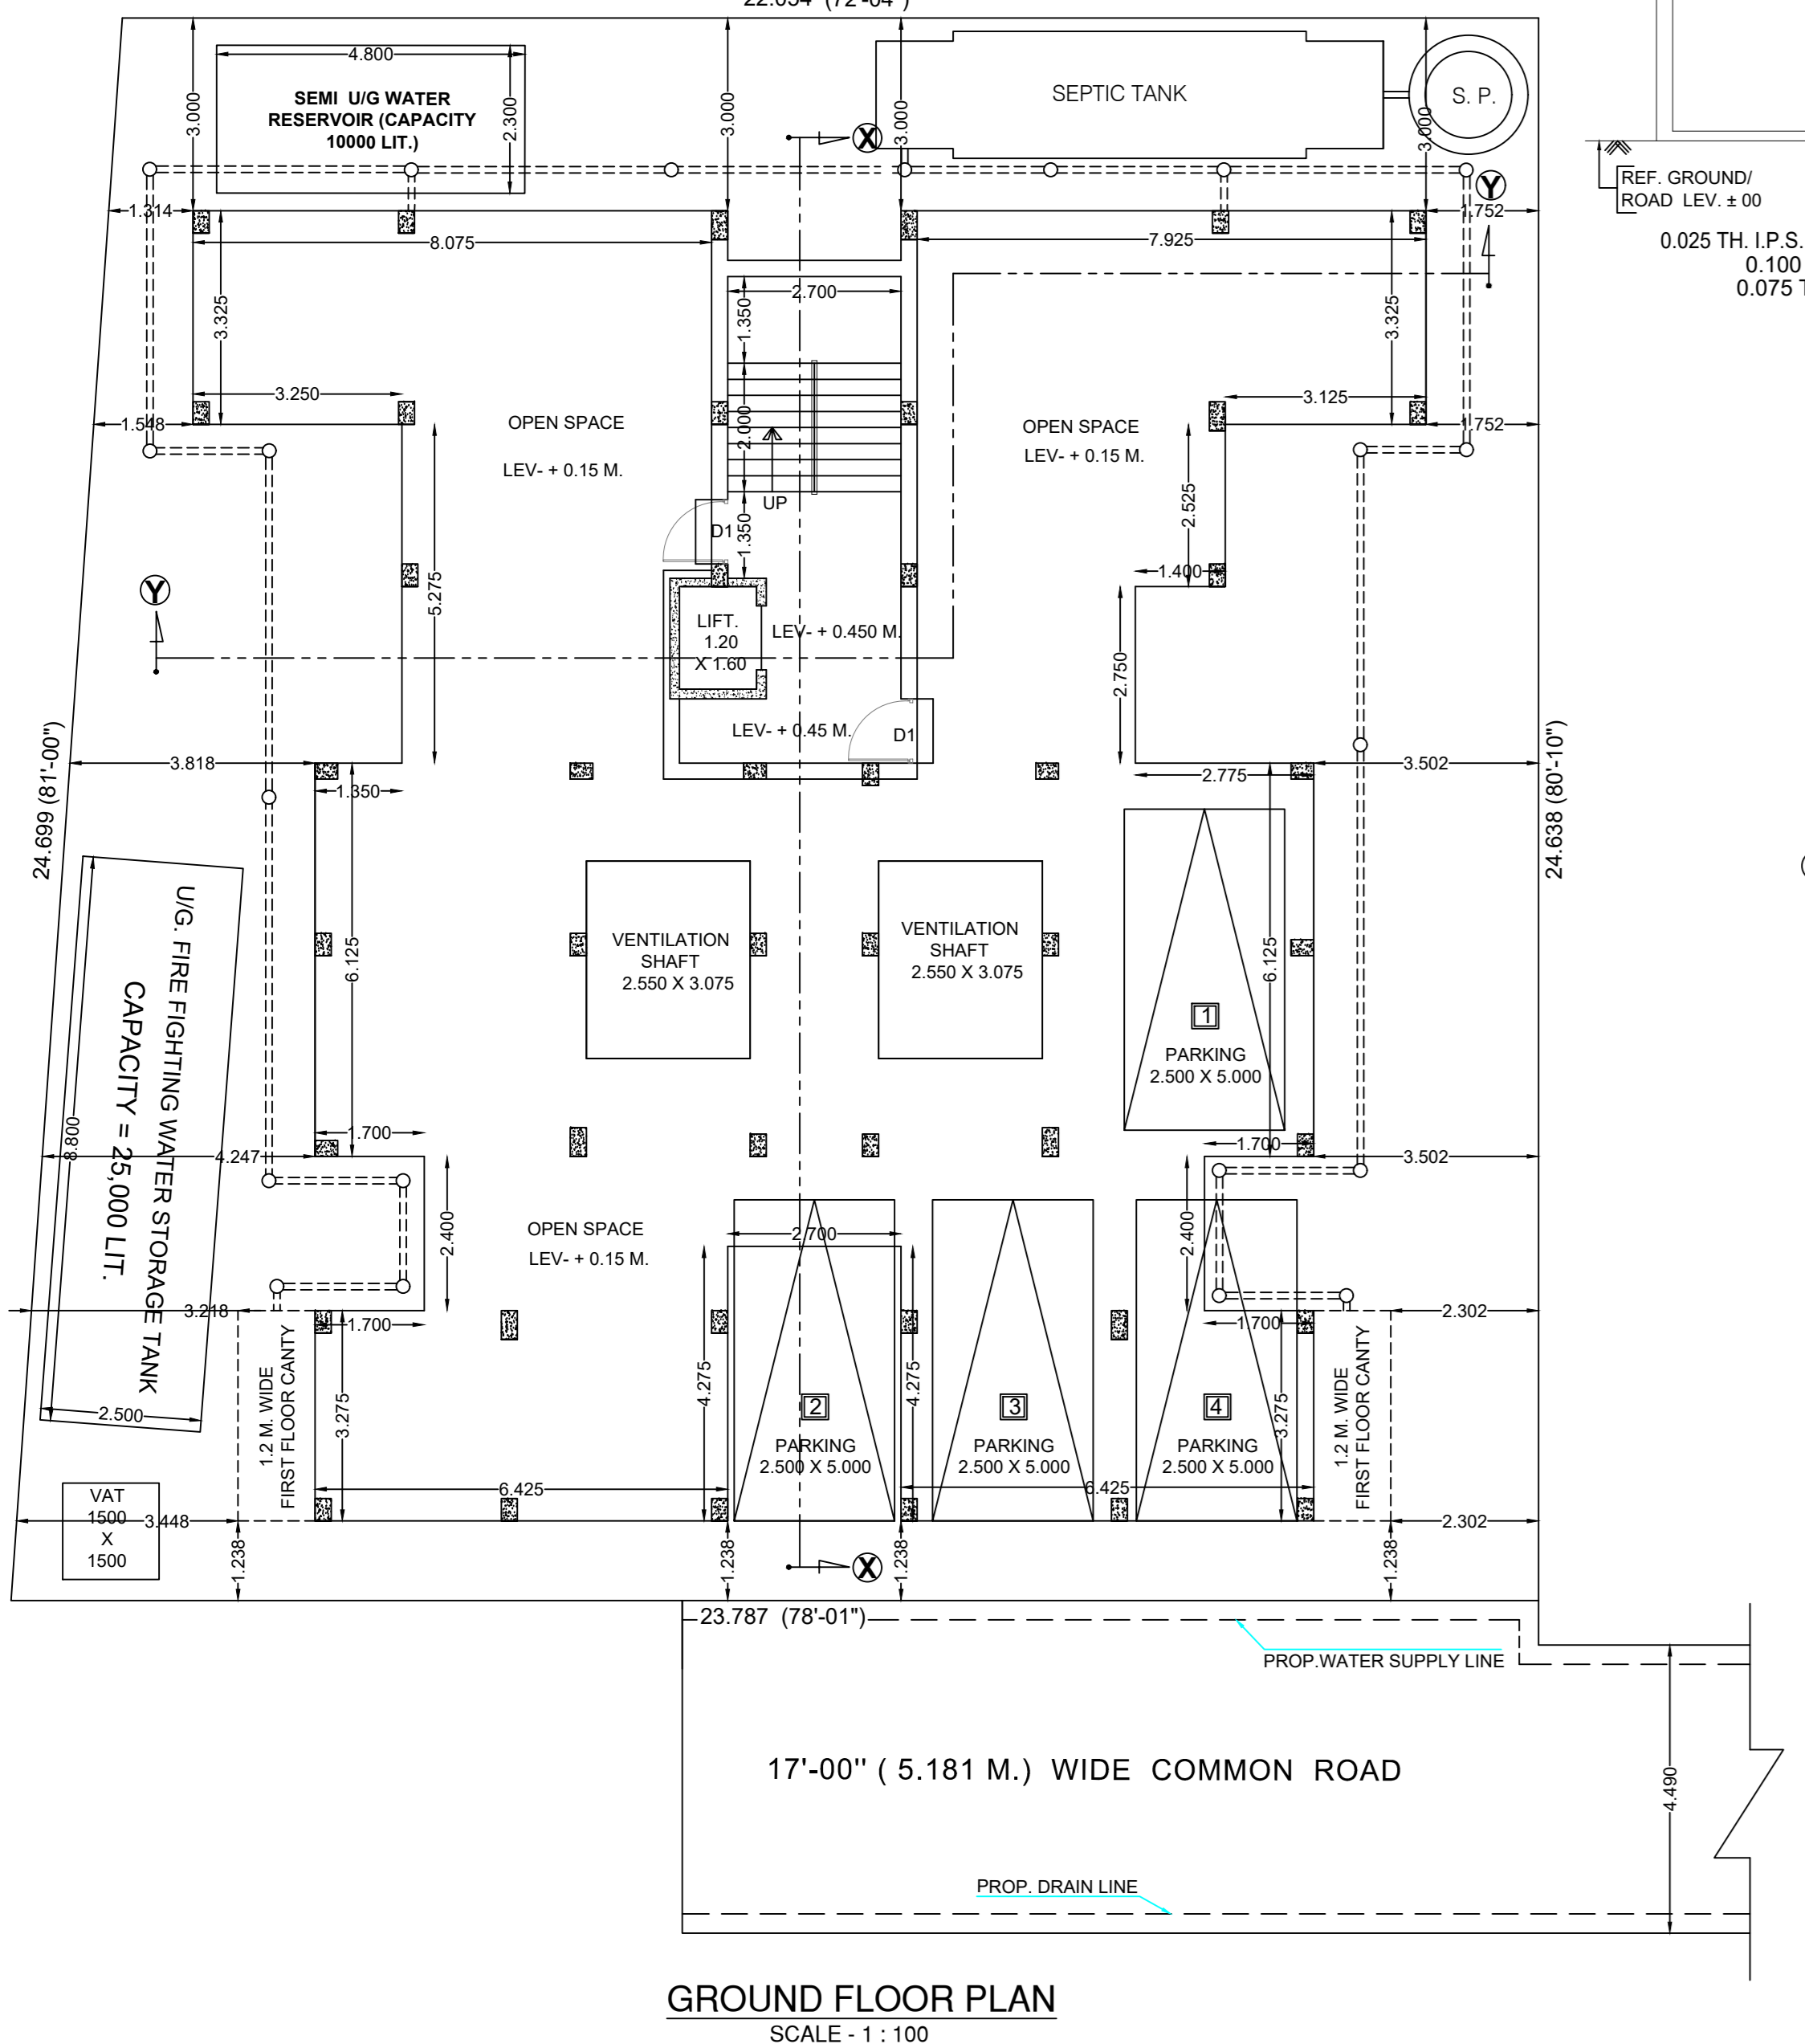 4.800
SEMI U/G WATER
RESERVOIR (CAPACITY
10000 LIT.)
2.300
3.000
3.000
3.000
3.000
SEPTIC TANK
S. P.
X
Y
REF. GROUND/
ROAD LEV. ± 00
0.025 TH. I.P.S.
0.100
1.314
8.075
7.925
1.752
2.700
1.350
3.325
3.325
3.250
3.125
1.548
OPEN SPACE
LEV- + 0.15 M.
2.000
OPEN SPACE
LEV- + 0.15 M.
1.752
UP
D1
1.350
2.525
1.400
Y
5.275
LIFT.
1.20
X 1.60
LEV- + 0.450 M.
2.750
LEV- + 0.45 M.
D1
24.699 (81'-00")
24.638 (80'-10")
3.818
1.350
2.775
3.502
U/G. FIRE FIGHTING WATER STORAGE TANK
CAPACITY = 25,000 LIT.
8.800
2.500
6.125
VENTILATION
SHAFT
2.550 X 3.075
VENTILATION
SHAFT
2.550 X 3.075
6.125
1
PARKING
2.500 X 5.000
1.700
1.700
4.247
3.502
2.400
OPEN SPACE
LEV- + 0.15 M.
2.700
2.400
3.218
1.700
1.700
2.302
1.2 M. WIDE
FIRST FLOOR CANTY
3.275
4.275
4.275
2
PARKING
2.500 X 5.000
3
PARKING
2.500 X 5.000
4
PARKING
2.500 X 5.000
3.275
1.2 M. WIDE
FIRST FLOOR CANTY
6.425
6.425
VAT
1500
X
1500
3.448
2.302
1.238
1.238
1.238
1.238
X
23.787 (78'-01")
PROP.WATER SUPPLY LINE
17'-00'' ( 5.181 M.) WIDE COMMON ROAD
4.490
PROP. DRAIN LINE
GROUND FLOOR PLAN
SCALE - 1 : 100